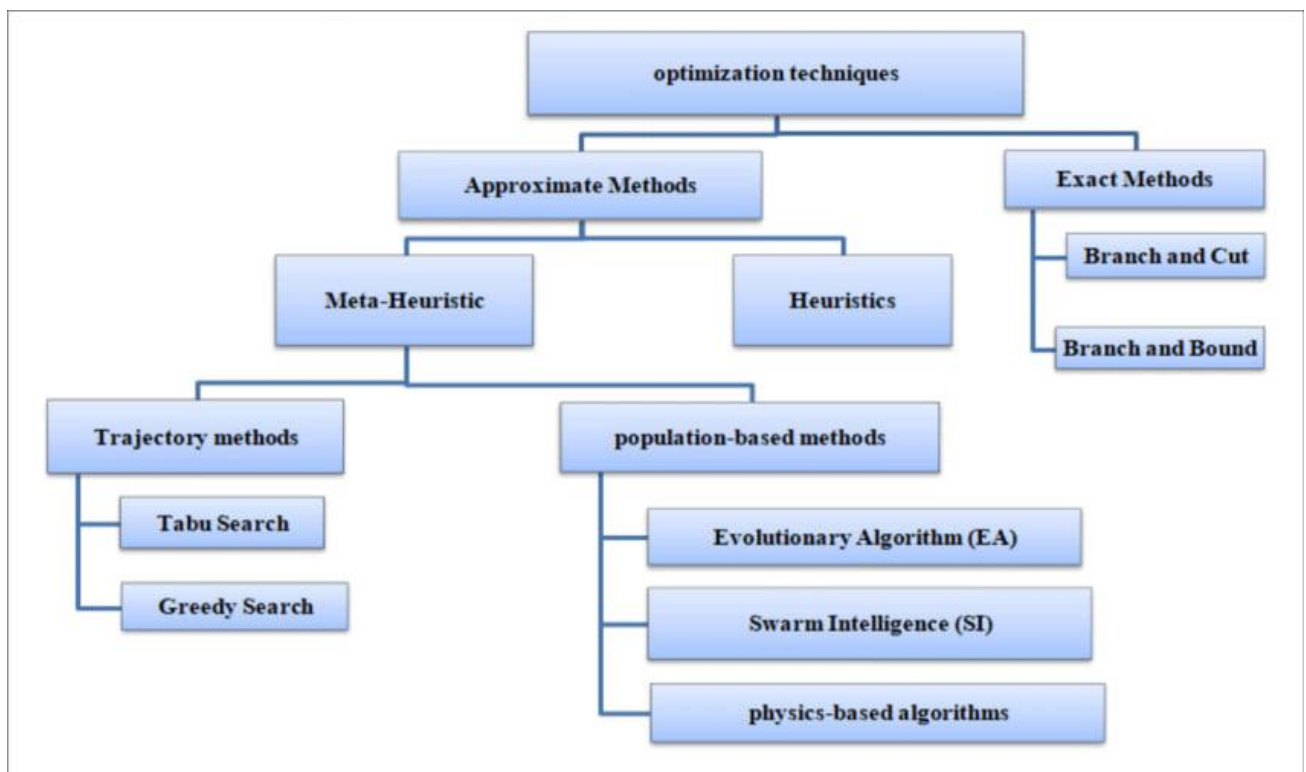 optimization techniques
Approximate Methods
Exact Methods
Meta-Heuristic
Heuristics
Branch and Cut
Branch and Bound
Trajectory methods
population-based methods
Tabu Search
Evolutionary Algorithm (EA)
Greedy Search
Swarm Intelligence (SI)
physics-based algorithms